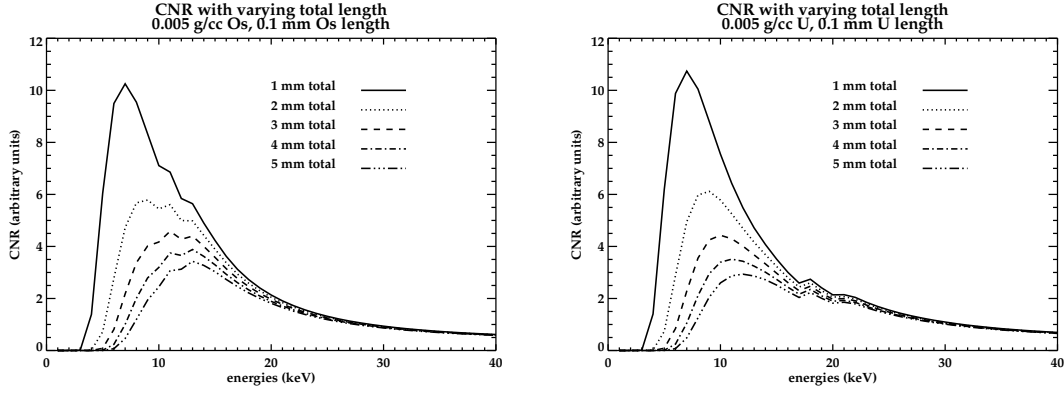 CNR with varying total length
0.005 g/cc Os, 0.1 mm Os length
12
10
8
6
4
2
0
CNR (arbitrary units)
1 mm total
2 mm total
3 mm total
4 mm total
5 mm total
0 10 20 30 40
energies (keV)
CNR with varying total length
0.005 g/cc U, 0.1 mm U length
12
10
8
6
4
2
0
CNR (arbitrary units)
1 mm total
2 mm total
3 mm total
4 mm total
5 mm total
0 10 20 30 40
energies (keV)